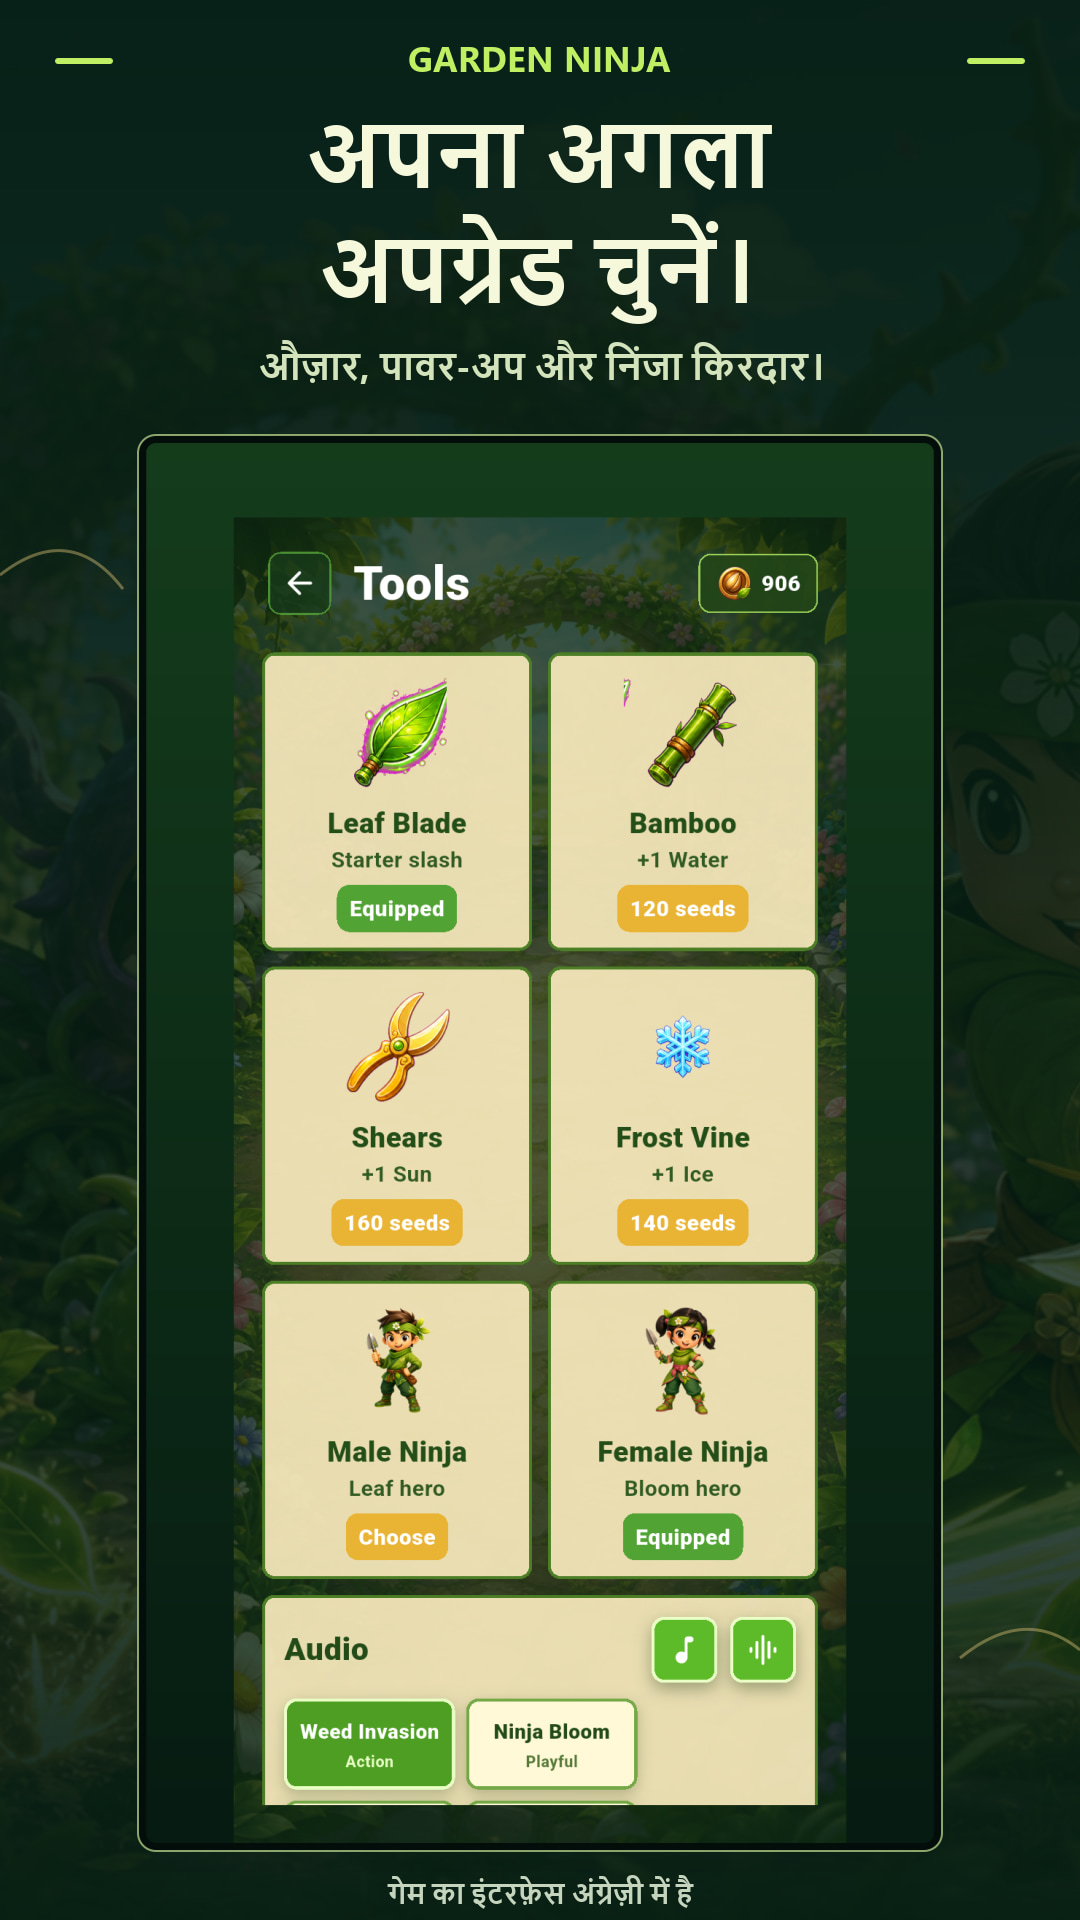 GARDEN NINJA
अपना अगला
अपग्रेड चुनें।
औज़ार, पावर-अप और निंजा किरदार।
Tools
906
Leaf Blade
Starter slash
Equipped
Bamboo
+1 Water
120 seeds
Shears
+1 Sun
160 seeds
Frost Vine
+1 Ice
140 seeds
Male Ninja
Leaf hero
Choose
Female Ninja
Bloom hero
Equipped
Audio
Weed Invasion
Action
Ninja Bloom
Playful
गेम का इंटरफ़ेस अंग्रेज़ी में है